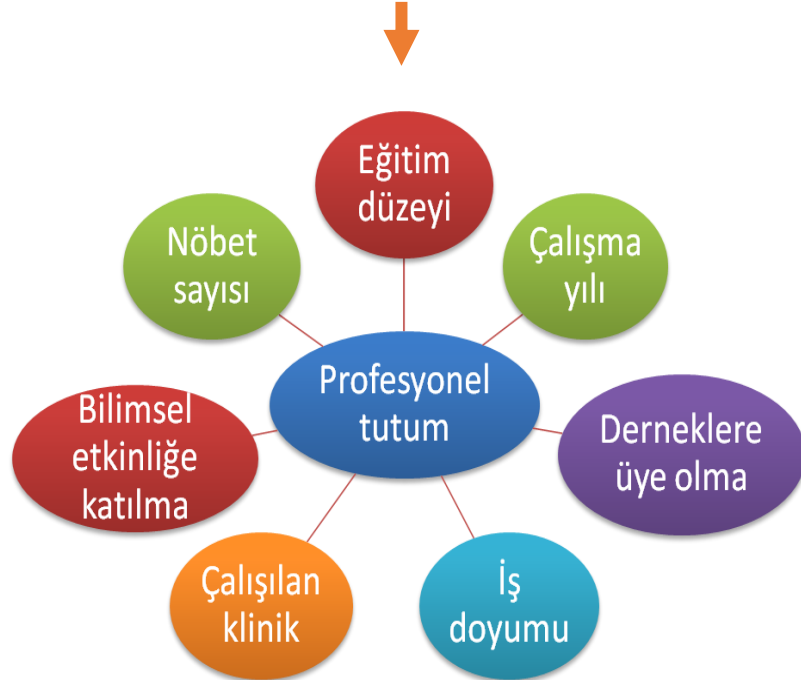 Eğitim
düzeyi
Nöbet
sayısı
Çalışma
yılı
Profesyonel
tutum
Bilimsel
etkinliğe
katılma
Derneklere
üye olma
Çalışılan
klinik
İş
doyumu